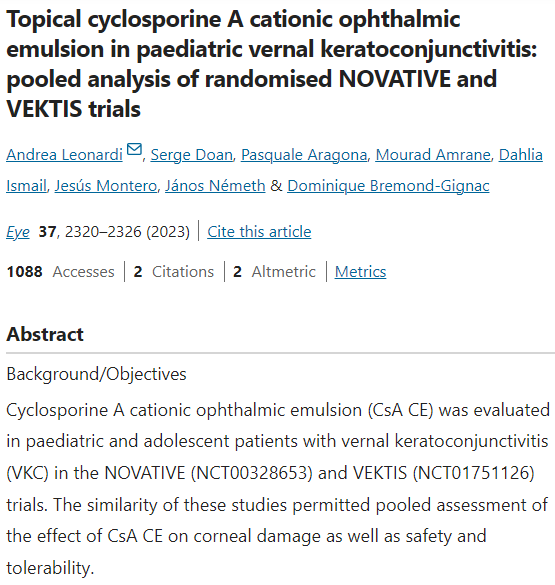 Topical cyclosporine A cationic ophthalmic
emulsion in paediatric vernal keratoconjunctivitis:
pooled analysis of randomised NOVATIVE and
VEKTIS trials
Andrea Leonardi, Serge Doan, Pasquale Aragona, Mourad Amrane, Dahlia
Ismail, Jesús Montero, János Németh & Dominique Bremond-Gignac
Eye 37, 2320–2326 (2023) | Cite this article
1088 Accesses | 2 Citations | 2 Altmetric | Metrics
Abstract
Background/Objectives
Cyclosporine A cationic ophthalmic emulsion (CsA CE) was evaluated
in paediatric and adolescent patients with vernal keratoconjunctivitis
(VKC) in the NOVATIVE (NCT00328653) and VEKTIS (NCT01751126)
trials. The similarity of these studies permitted pooled assessment of
the effect of CsA CE on corneal damage as well as safety and
tolerability.